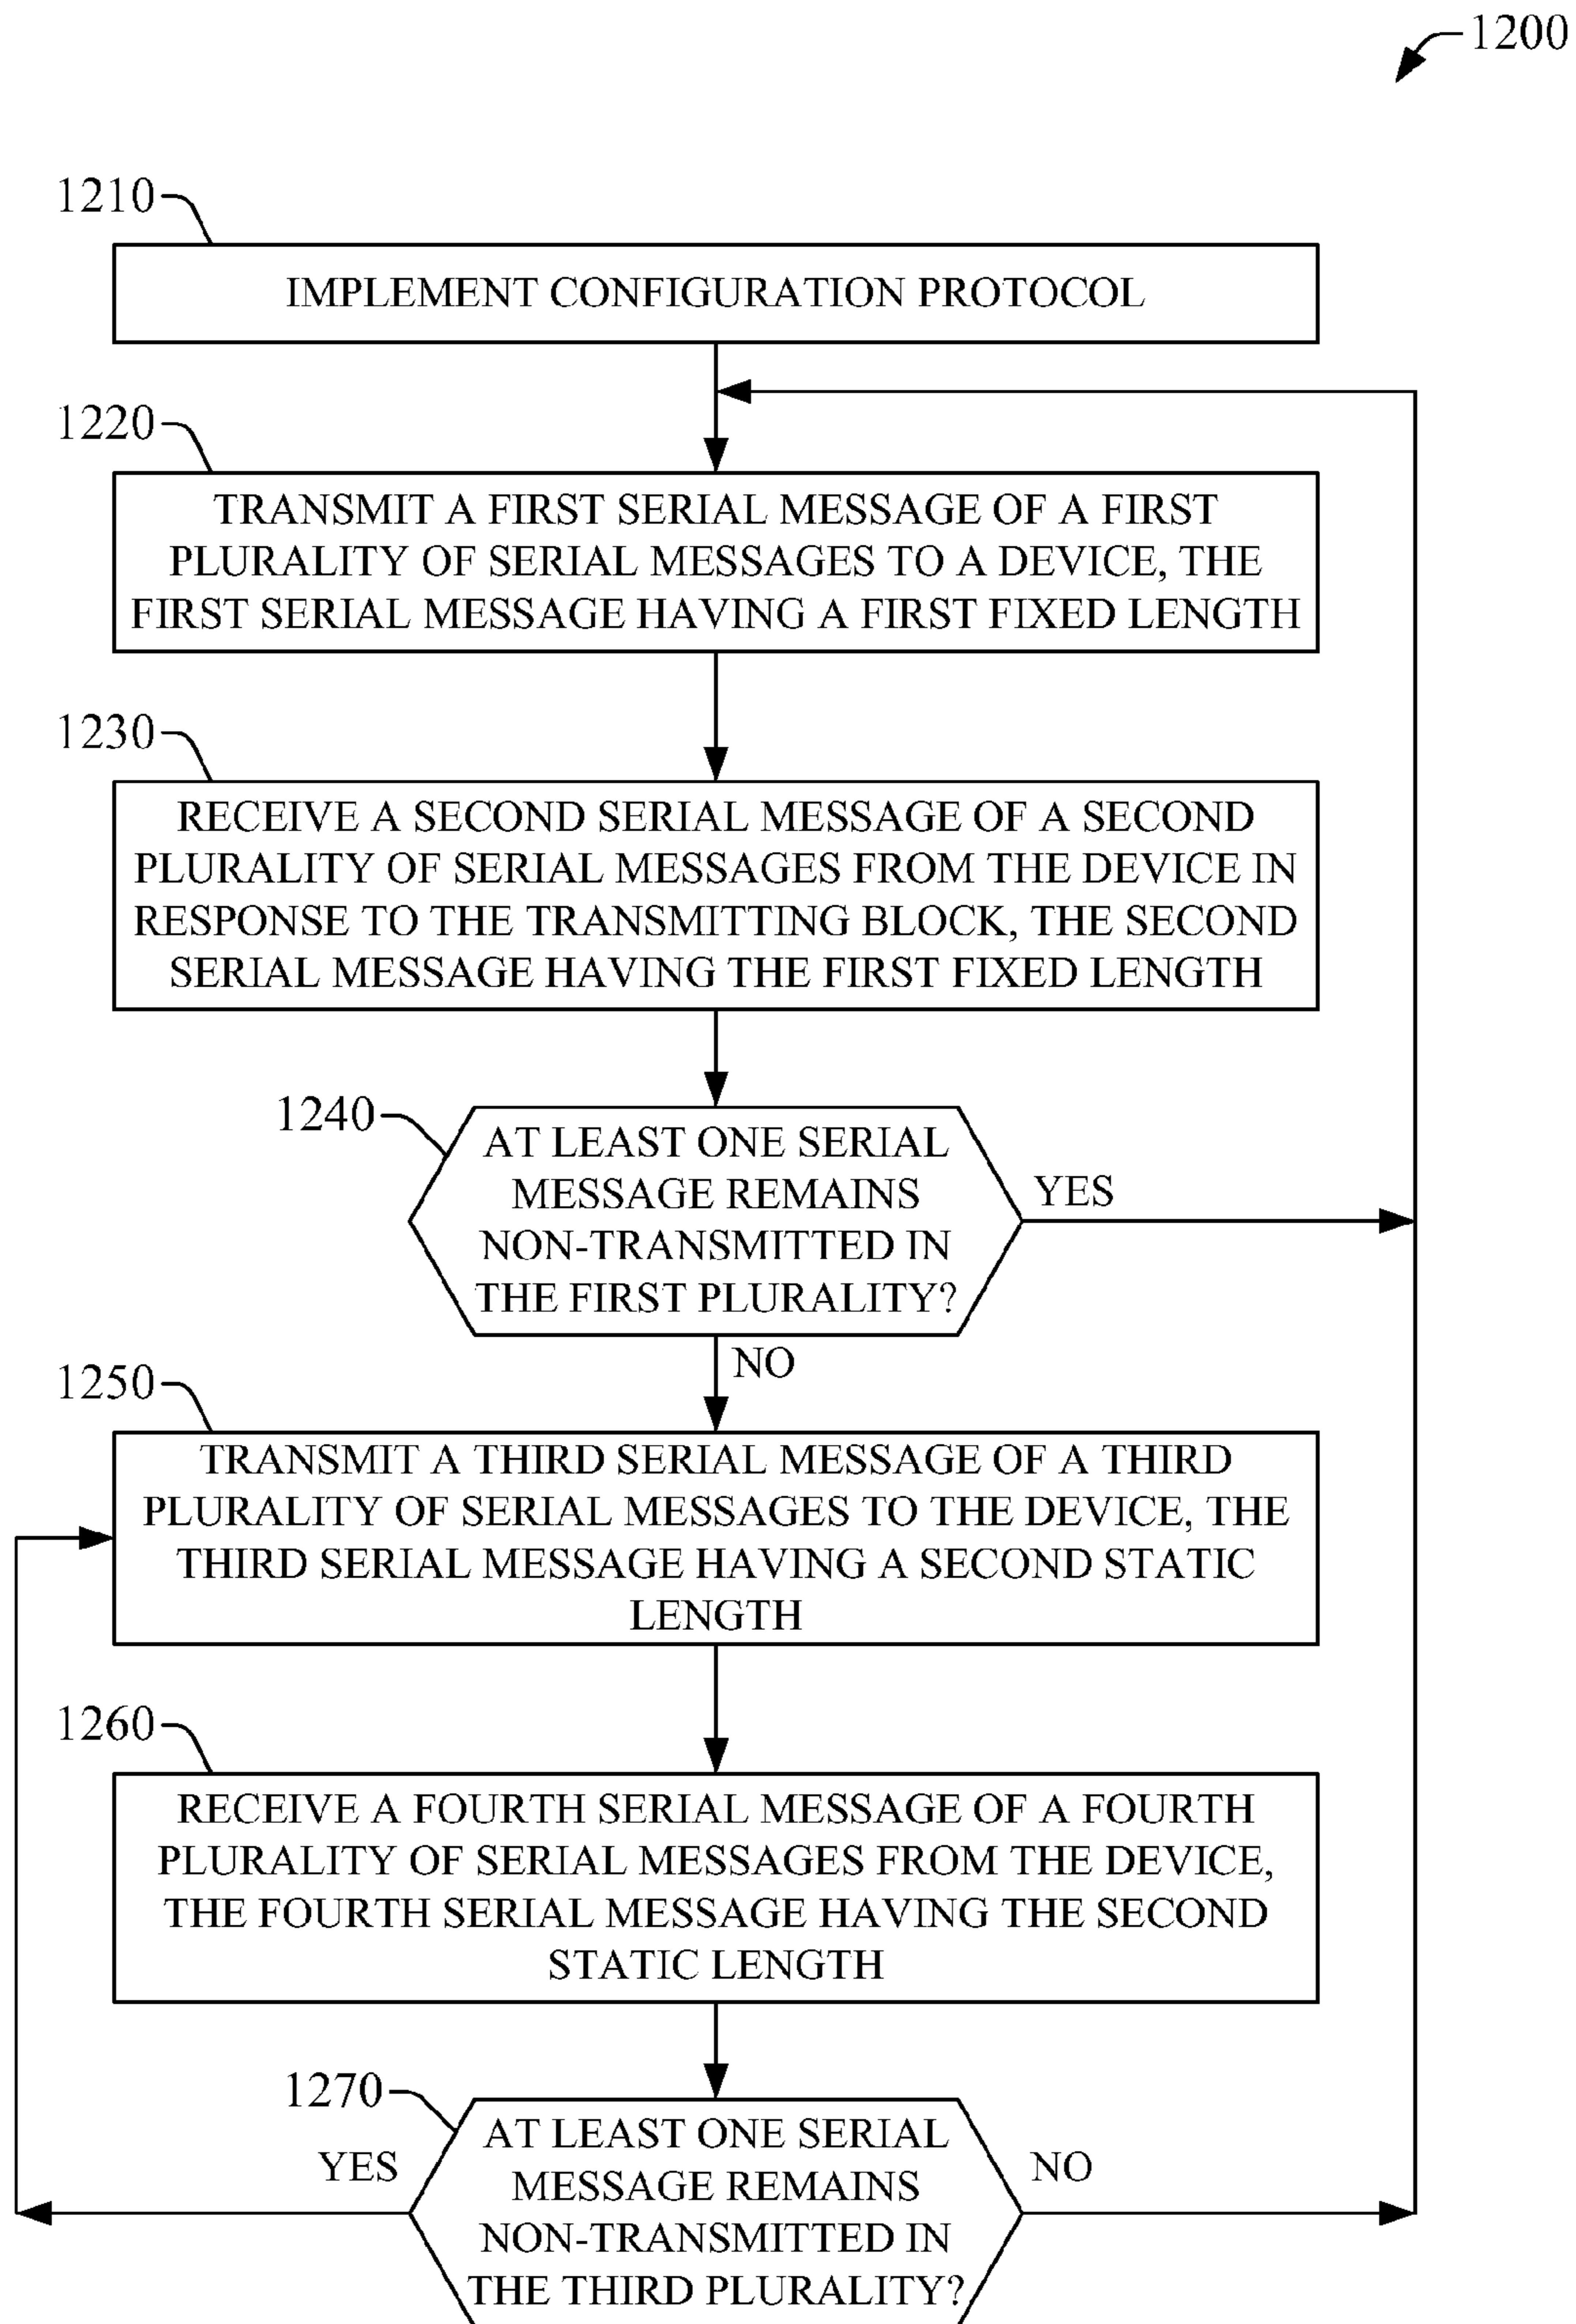 1200
1210
IMPLEMENT CONFIGURATION PROTOCOL
1220
TRANSMIT A FIRST SERIAL MESSAGE OF A FIRST
PLURALITY OF SERIAL MESSAGES TO A DEVICE, THE
FIRST SERIAL MESSAGE HAVING A FIRST FIXED LENGTH
1230
RECEIVE A SECOND SERIAL MESSAGE OF A SECOND
PLURALITY OF SERIAL MESSAGES FROM THE DEVICE IN
RESPONSE TO THE TRANSMITTING BLOCK, THE SECOND
SERIAL MESSAGE HAVING THE FIRST FIXED LENGTH
1240
AT LEAST ONE SERIAL
MESSAGE REMAINS
NON-TRANSMITTED IN
THE FIRST PLURALITY?
YES
NO
1250
TRANSMIT A THIRD SERIAL MESSAGE OF A THIRD
PLURALITY OF SERIAL MESSAGES TO THE DEVICE, THE
THIRD SERIAL MESSAGE HAVING A SECOND STATIC
LENGTH
1260
RECEIVE A FOURTH SERIAL MESSAGE OF A FOURTH
PLURALITY OF SERIAL MESSAGES FROM THE DEVICE,
THE FOURTH SERIAL MESSAGE HAVING THE SECOND
STATIC LENGTH
1270
AT LEAST ONE SERIAL
MESSAGE REMAINS
NON-TRANSMITTED IN
THE THIRD PLURALITY?
YES
NO